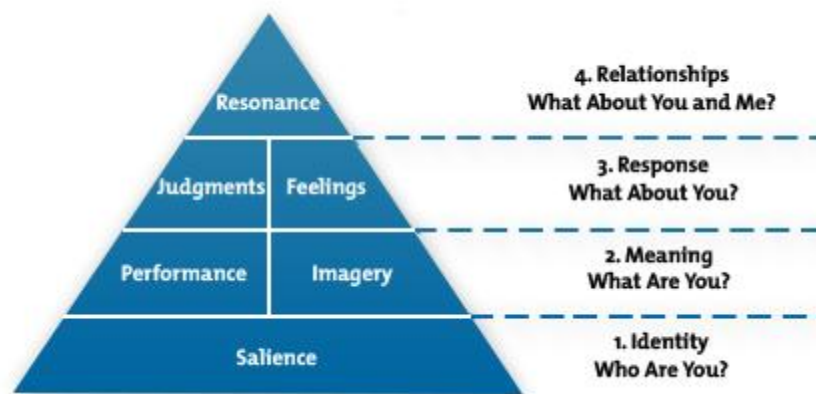 Resonance
4. Relationships
What About You and Me?
Judgments
Feelings
3. Response
What About You?
Performance
Imagery
2. Meaning
What Are You?
Salience
1. Identity
Who Are You?